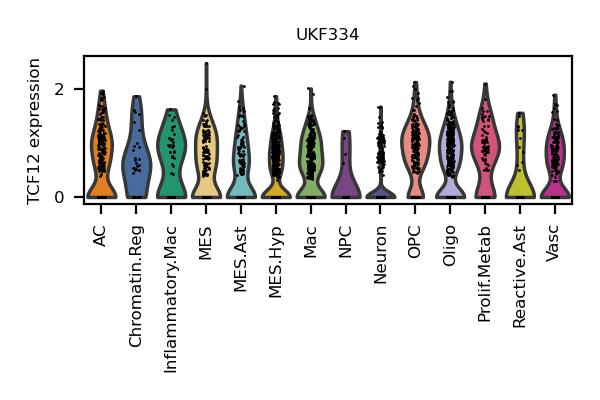 UKF334
TCF12 expression
2
0
AC
Chromatin.Reg
Inflammatory.Mac
MES
MES.Ast
MES.Hyp
Mac
NPC
Neuron
OPC
Oligo
Prolif.Metab
Reactive.Ast
Vasc